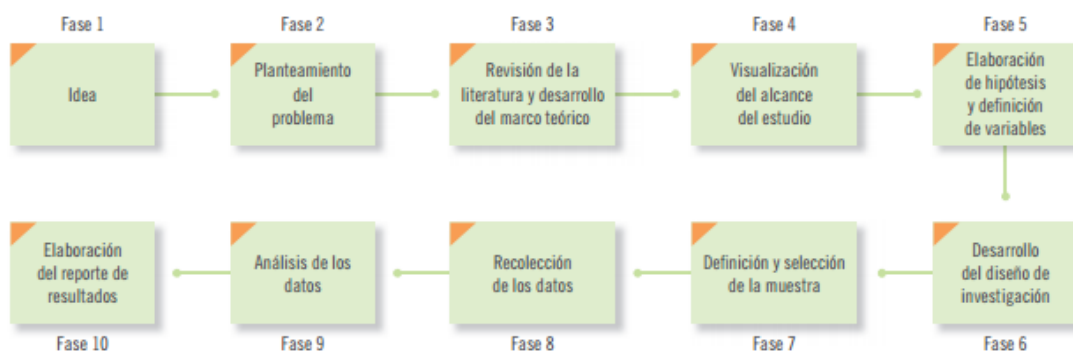 Fase 1
Idea
Fase 2
Planteamiento
del
problema
Fase 3
Revisión de la
literatura y desarrollo
del marco teórico
Fase 4
Visualización
del alcance
del estudio
Fase 5
Elaboración
de hipótesis
y definición
de variables
Desarrollo
del diseño de
investigación
Fase 6
Definición y selección
de la muestra
Fase 7
Recolección
de los datos
Fase 8
Análisis de los
datos
Fase 9
Elaboración
del reporte de
resultados
Fase 10